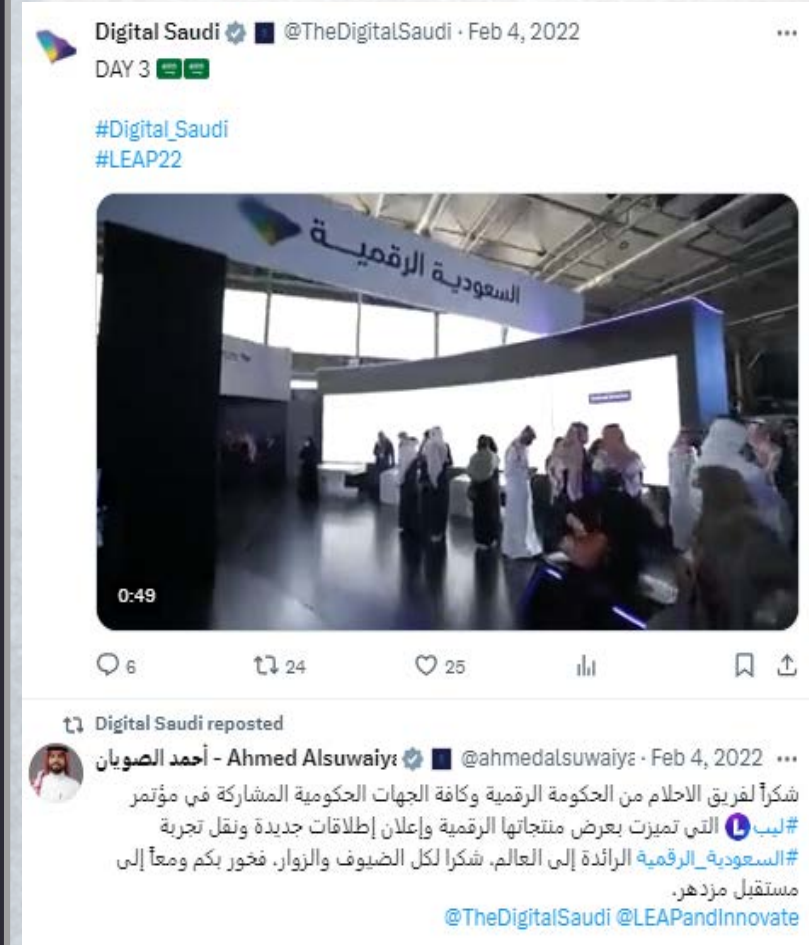 Digital Saudi @TheDigitalSaudi · Feb 4, 2022
DAY 3 🇸🇦🇸🇦
#Digital_Saudi
#LEAP22
السعودية الرقميـــة
0:49
6 24 25
Digital Saudi reposted
أحمد الصويان - Ahmed Alsuwaiya @ahmedalsuwaiya · Feb 4, 2022
شكراً لفريق الاحلام من الحكومة الرقمية وكافة الجهات الحكومية المشاركة في مؤتمر
#ليب التي تميزت بعرض منتجاتها الرقمية وإعلان إطلاقات جديدة ونقل تجربة
#السعودية_الرقمية الرائدة إلى العالم. شكرا لكل الضيوف والزوار. فخور بكم ومعاً إلى
مستقبل مزدهر.
@TheDigitalSaudi @LEAPandInnovate